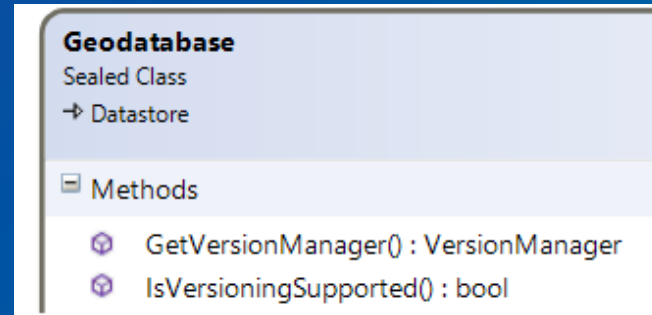 Geodatabase
Sealed Class
Datastore
Methods
GetVersionManager() : VersionManager
IsVersioningSupported() : bool